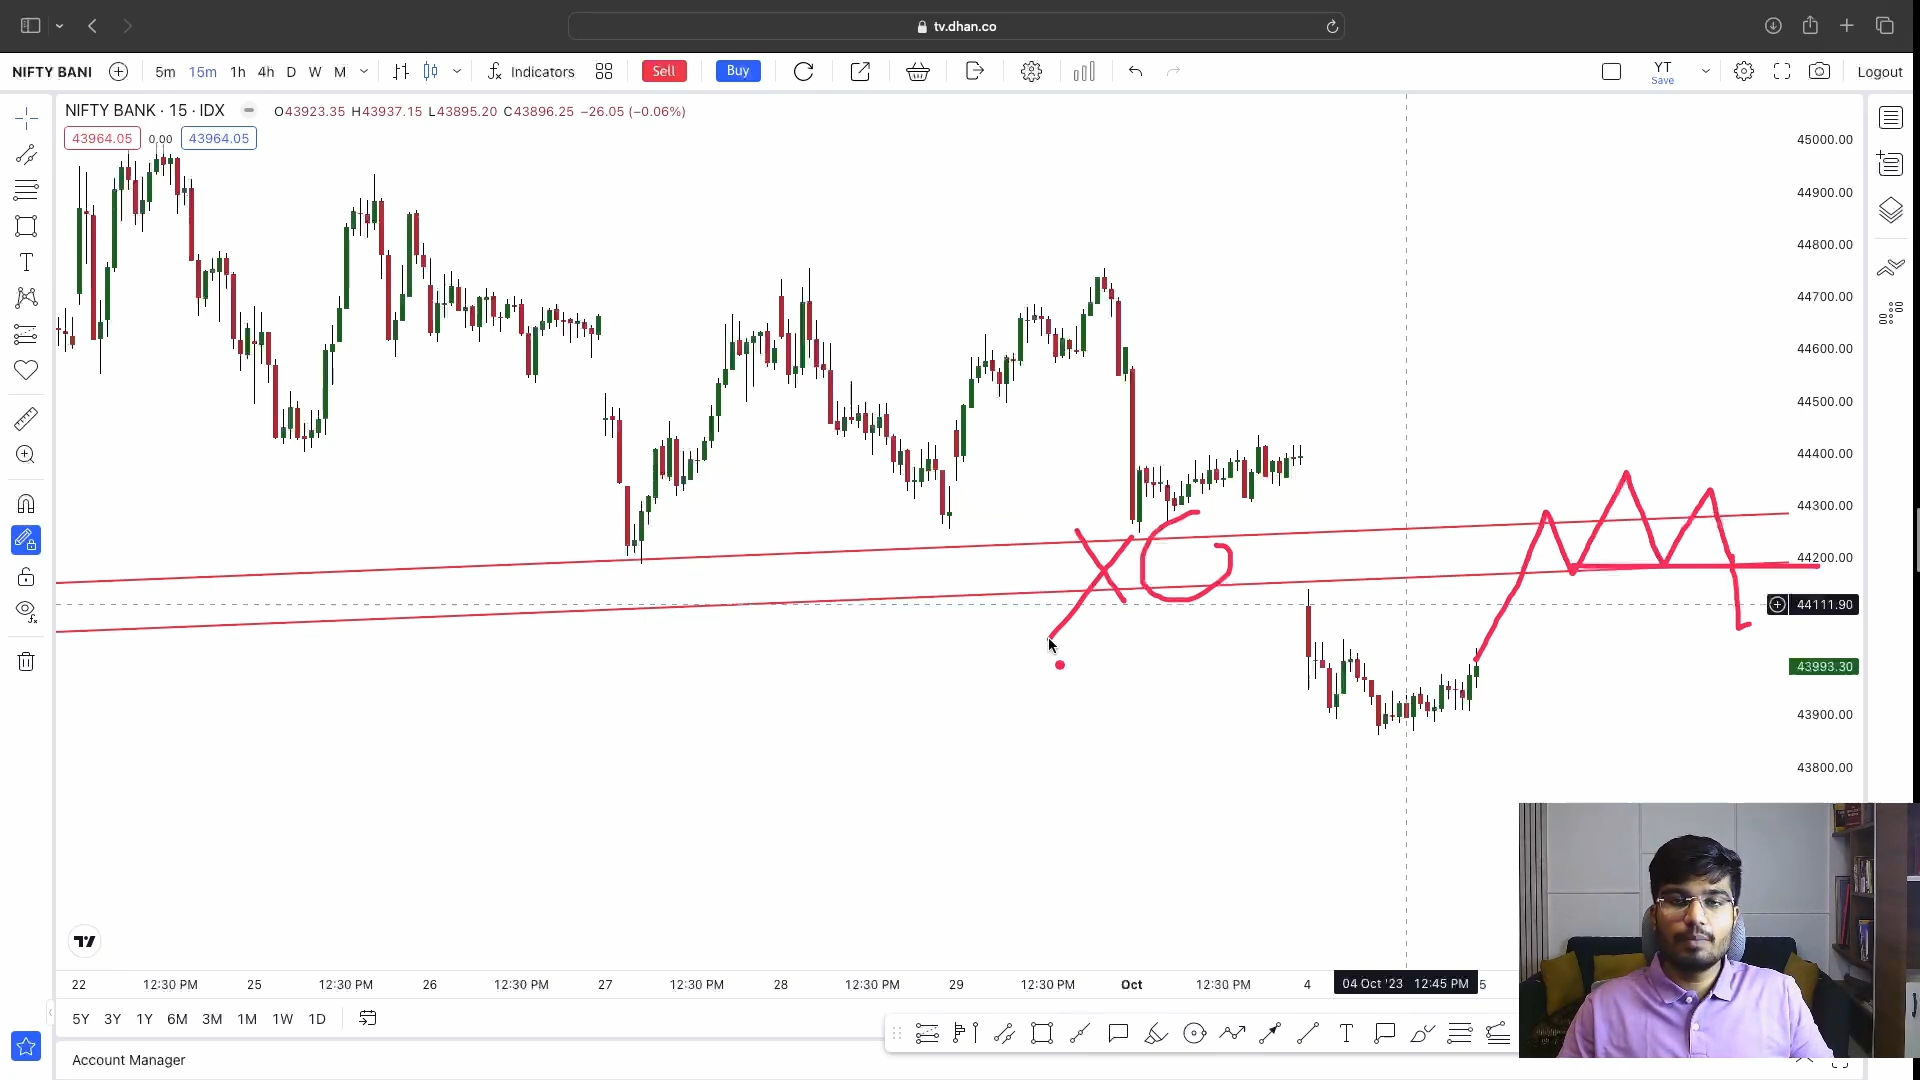 tv.dhan.co
NIFTY BANI 5m 15m 1h 4h D W M Indicators Sell Buy YT Save Logout
NIFTY BANK · 15 · IDX O43923.35 H43937.15 L43895.20 C43896.25 −26.05 (−0.06%)
43964.05 0.00 43964.05
45000.00
44900.00
44800.00
44700.00
44600.00
44500.00
44400.00
44300.00
44200.00
44111.90
43993.30
43900.00
43800.00
XO
22 12:30 PM 25 12:30 PM 26 12:30 PM 27 12:30 PM 28 12:30 PM 29 12:30 PM Oct 12:30 PM 4 04 Oct '23 12:45 PM 5
5Y 3Y 1Y 6M 3M 1M 1W 1D
Account Manager